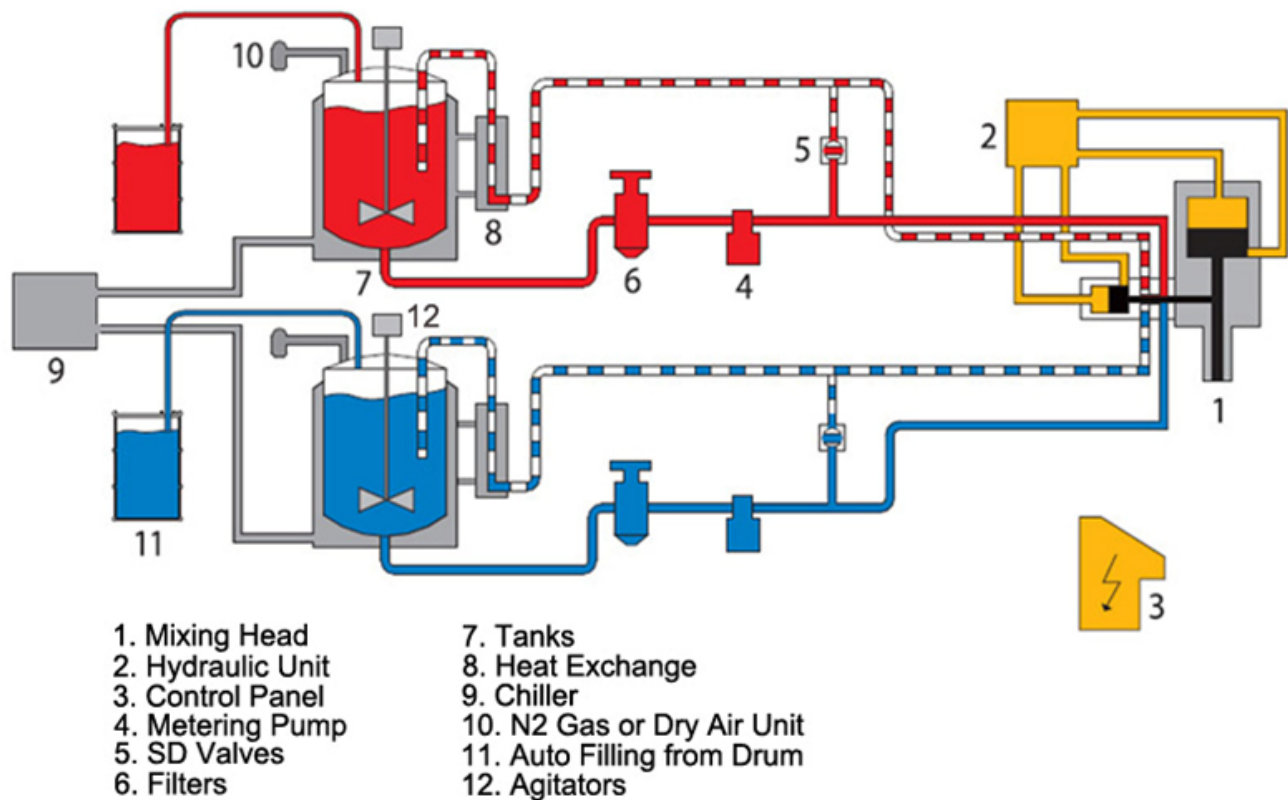 10
2
5
8
7
6
4
12
9
1
11
3
1. Mixing Head
2. Hydraulic Unit
3. Control Panel
4. Metering Pump
5. SD Valves
6. Filters
7. Tanks
8. Heat Exchange
9. Chiller
10. N2 Gas or Dry Air Unit
11. Auto Filling from Drum
12. Agitators